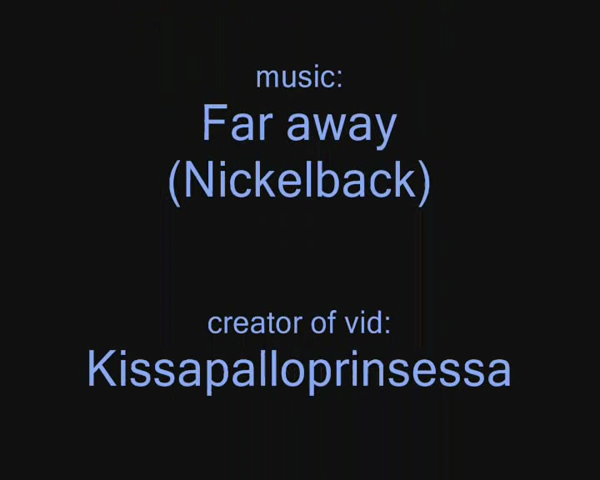 music:
Far away
(Nickelback)
creator of vid:
Kissapalloprinsessa